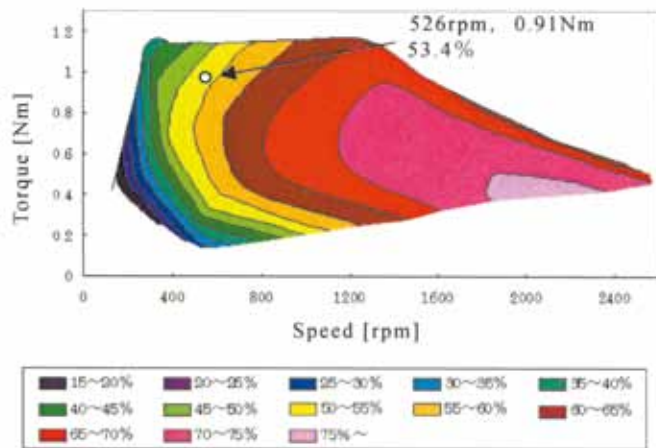 526rpm, 0.91Nm
53.4%
1 2
1
0.8
0.6
0.4
0 2
0
Torque [Nm]
0 400 800 1200 1600 2000 2400
Speed [rpm]
15～20% 20～25% 25～30% 30～35% 35～40%
40～45% 45～50% 50～55% 55～60% 60～65%
65～70% 70～75% 75%～